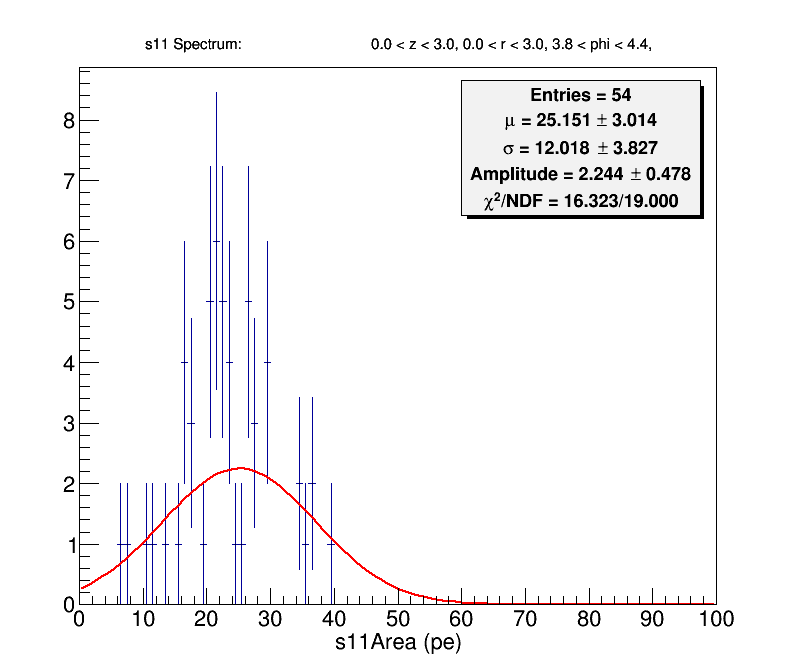 s11 Spectrum: 0.0 < z < 3.0, 0.0 < r < 3.0, 3.8 < phi < 4.4,
Entries = 54
μ = 25.151 ± 3.014
σ = 12.018 ± 3.827
Amplitude = 2.244 ± 0.478
χ²/NDF = 16.323/19.000
8
7
6
5
4
3
2
1
0
0 10 20 30 40 50 60 70 80 90 100
s11Area (pe)